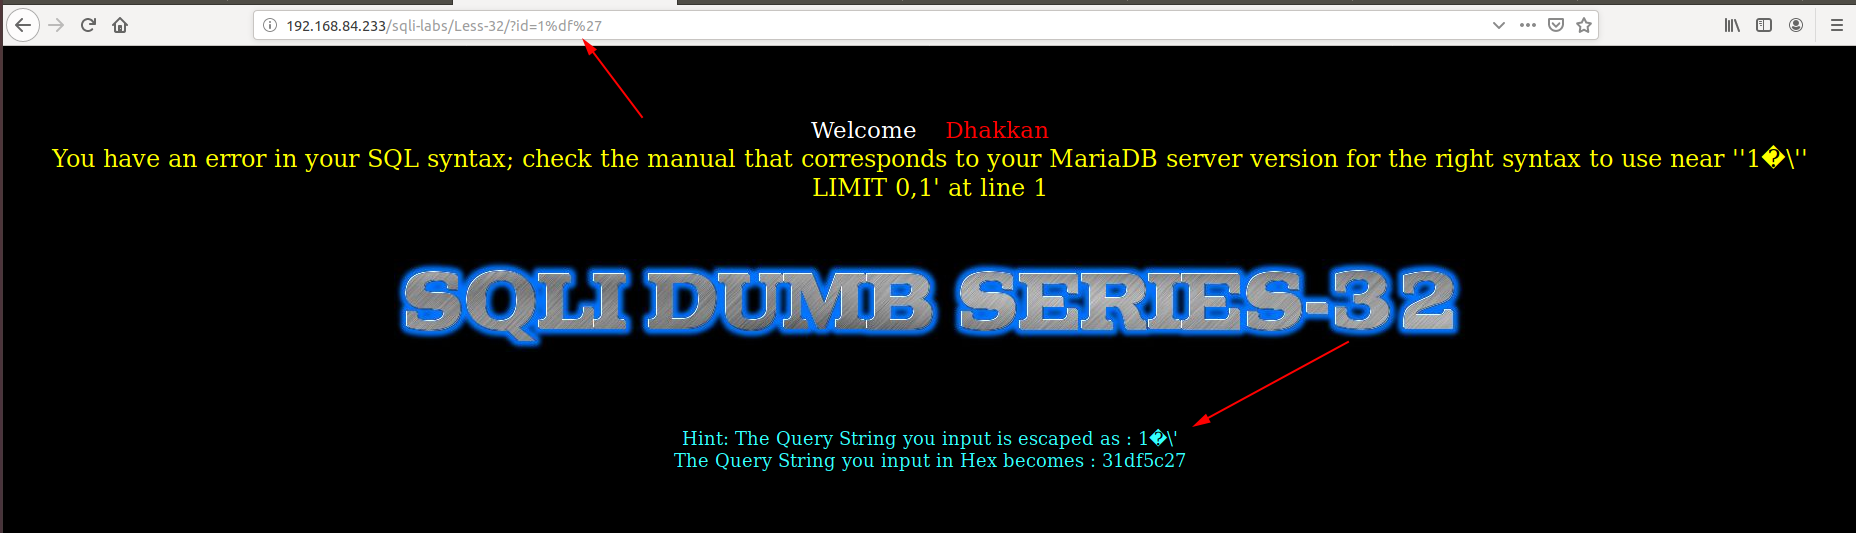 192.168.84.233/sqli-labs/Less-32/?id=1%df%27
Welcome Dhakkan
You have an error in your SQL syntax; check the manual that corresponds to your MariaDB server version for the right syntax to use near ''1�\''
LIMIT 0,1' at line 1
SQLI DUMB SERIES-32
Hint: The Query String you input is escaped as : 1�\'
The Query String you input in Hex becomes : 31df5c27